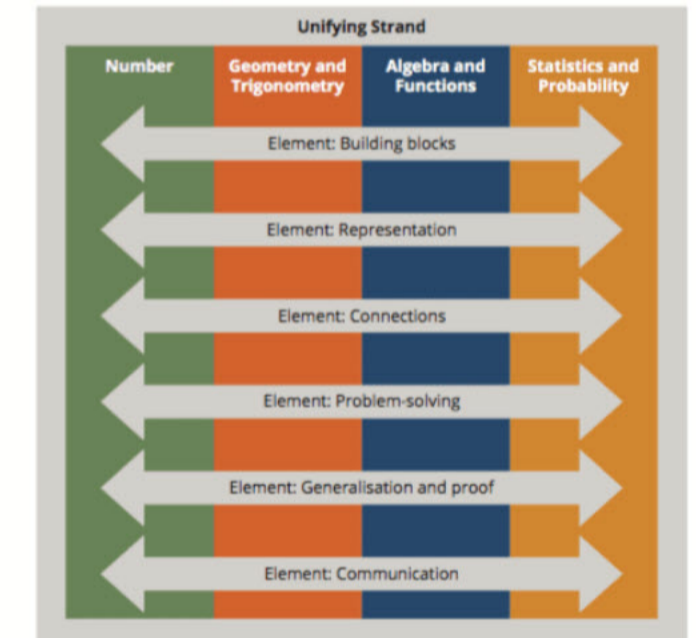 Unifying Strand
Number
Geometry and
Trigonometry
Algebra and
Functions
Statistics and
Probability
Element: Building blocks
Element: Representation
Element: Connections
Element: Problem-solving
Element: Generalisation and proof
Element: Communication